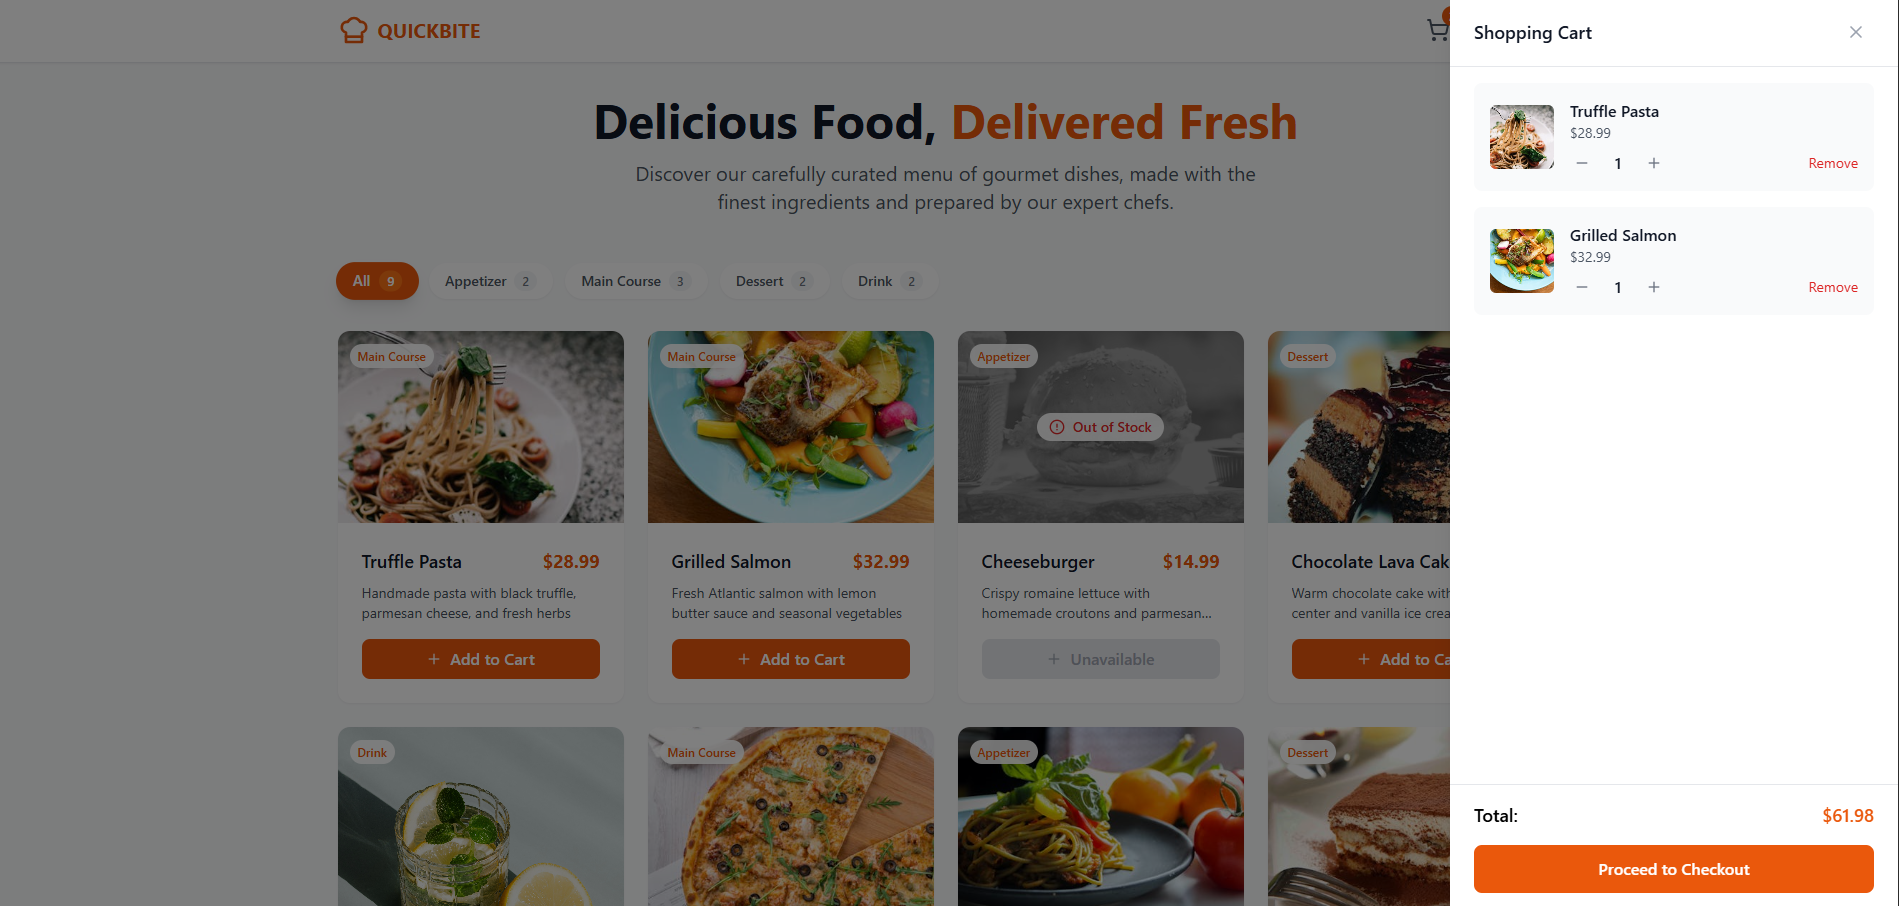 QUICKBITE
Delicious Food, Delivered Fresh
Discover our carefully curated menu of gourmet dishes, made with the
finest ingredients and prepared by our expert chefs.
All 9
Appetizer 2
Main Course 3
Dessert 2
Drink 2
Main Course
Truffle Pasta $28.99
Handmade pasta with black truffle,
parmesan cheese, and fresh herbs
+ Add to Cart
Main Course
Grilled Salmon $32.99
Fresh Atlantic salmon with lemon
butter sauce and seasonal vegetables
+ Add to Cart
Appetizer
Out of Stock
Cheeseburger $14.99
Crispy romaine lettuce with
homemade croutons and parmesan...
+ Unavailable
Dessert
Chocolate Lava Cak
Warm chocolate cake with
center and vanilla ice crea
+ Add to Ca
Drink
Main Course
Appetizer
Dessert
Shopping Cart
Truffle Pasta
$28.99
− 1 + Remove
Grilled Salmon
$32.99
− 1 + Remove
Total: $61.98
Proceed to Checkout